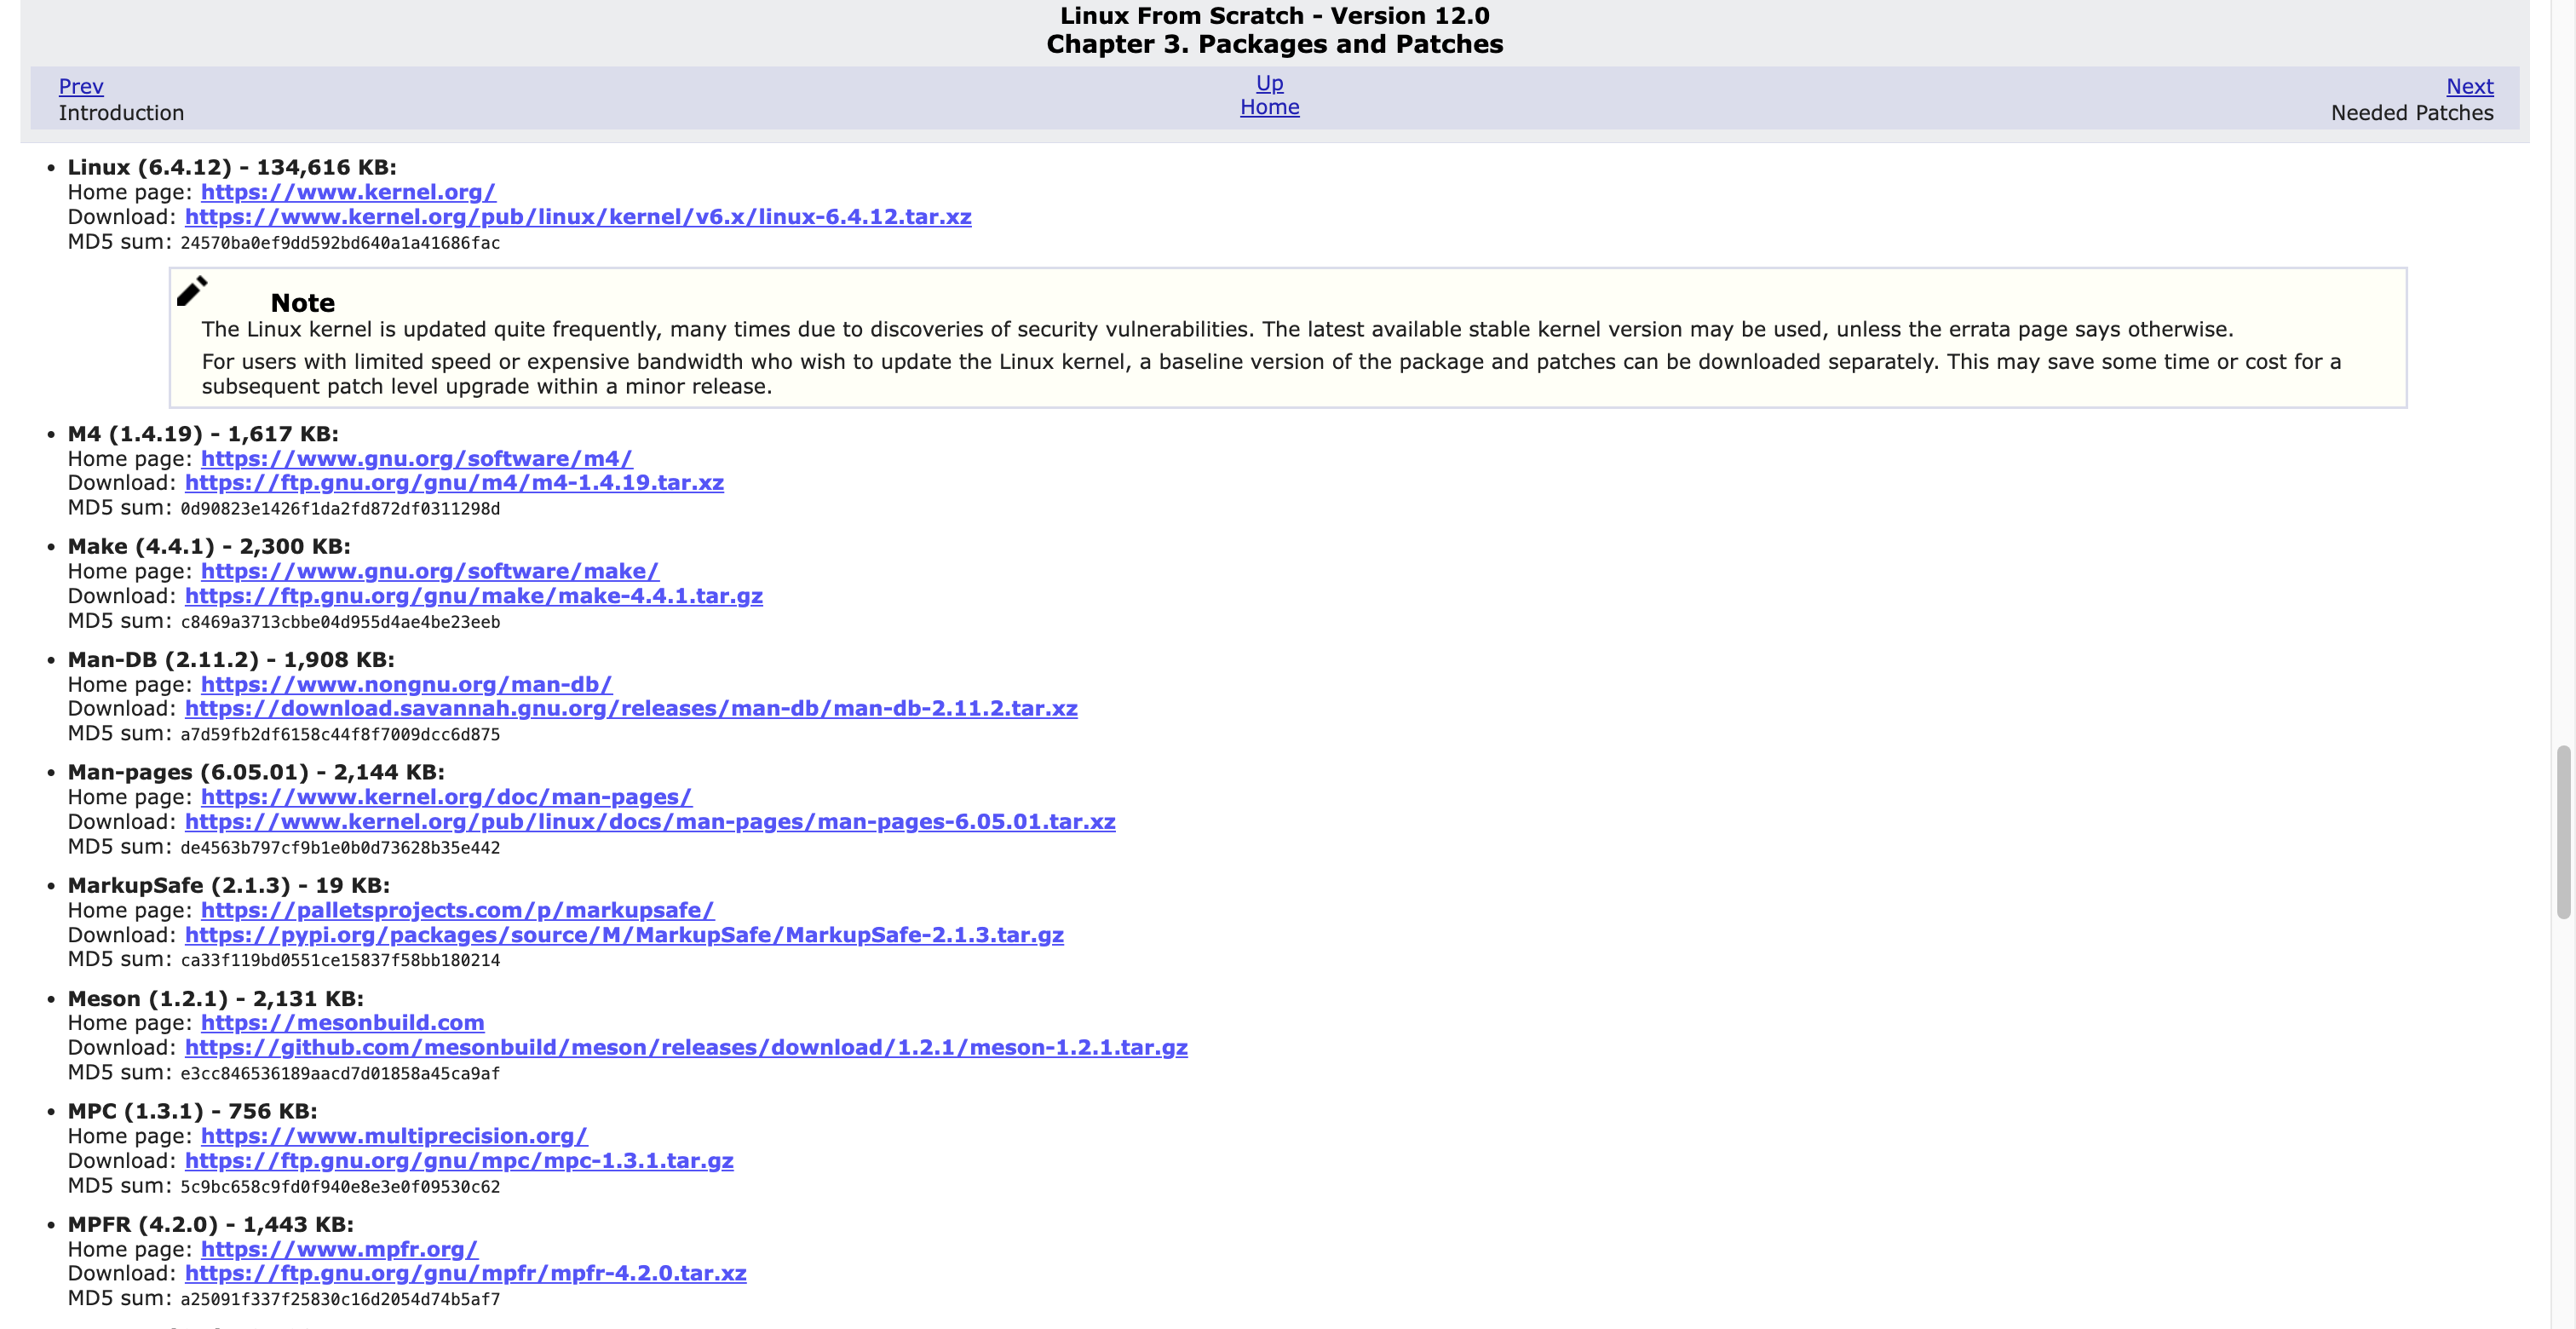 Linux From Scratch - Version 12.0
Chapter 3. Packages and Patches
Prev
Introduction
Up
Home
Next
Needed Patches
• Linux (6.4.12) - 134,616 KB:
Home page: https://www.kernel.org/
Download: https://www.kernel.org/pub/linux/kernel/v6.x/linux-6.4.12.tar.xz
MD5 sum: 24570ba0ef9dd592bd640a1a41686fac
Note
The Linux kernel is updated quite frequently, many times due to discoveries of security vulnerabilities. The latest available stable kernel version may be used, unless the errata page says otherwise.
For users with limited speed or expensive bandwidth who wish to update the Linux kernel, a baseline version of the package and patches can be downloaded separately. This may save some time or cost for a
subsequent patch level upgrade within a minor release.
• M4 (1.4.19) - 1,617 KB:
Home page: https://www.gnu.org/software/m4/
Download: https://ftp.gnu.org/gnu/m4/m4-1.4.19.tar.xz
MD5 sum: 0d90823e1426f1da2fd872df0311298d
• Make (4.4.1) - 2,300 KB:
Home page: https://www.gnu.org/software/make/
Download: https://ftp.gnu.org/gnu/make/make-4.4.1.tar.gz
MD5 sum: c8469a3713cbbe04d955d4ae4be23eeb
• Man-DB (2.11.2) - 1,908 KB:
Home page: https://www.nongnu.org/man-db/
Download: https://download.savannah.gnu.org/releases/man-db/man-db-2.11.2.tar.xz
MD5 sum: a7d59fb2df6158c44f8f7009dcc6d875
• Man-pages (6.05.01) - 2,144 KB:
Home page: https://www.kernel.org/doc/man-pages/
Download: https://www.kernel.org/pub/linux/docs/man-pages/man-pages-6.05.01.tar.xz
MD5 sum: de4563b797cf9b1e0b0d73628b35e442
• MarkupSafe (2.1.3) - 19 KB:
Home page: https://palletsprojects.com/p/markupsafe/
Download: https://pypi.org/packages/source/M/MarkupSafe/MarkupSafe-2.1.3.tar.gz
MD5 sum: ca33f119bd0551ce15837f58bb180214
• Meson (1.2.1) - 2,131 KB:
Home page: https://mesonbuild.com
Download: https://github.com/mesonbuild/meson/releases/download/1.2.1/meson-1.2.1.tar.gz
MD5 sum: e3cc846536189aacd7d01858a45ca9af
• MPC (1.3.1) - 756 KB:
Home page: https://www.multiprecision.org/
Download: https://ftp.gnu.org/gnu/mpc/mpc-1.3.1.tar.gz
MD5 sum: 5c9bc658c9fd0f940e8e3e0f09530c62
• MPFR (4.2.0) - 1,443 KB:
Home page: https://www.mpfr.org/
Download: https://ftp.gnu.org/gnu/mpfr/mpfr-4.2.0.tar.xz
MD5 sum: a25091f337f25830c16d2054d74b5af7